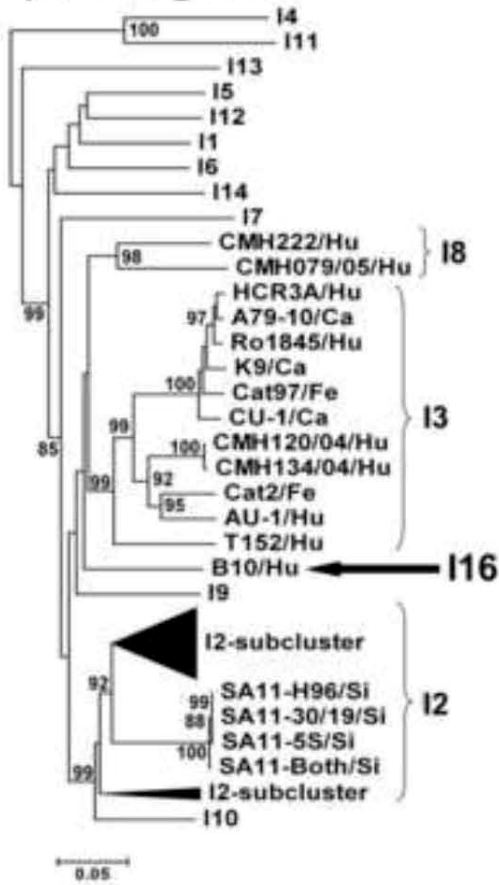 I4
100
I11
I13
I5
I12
I1
I6
I14
I7
CMH222/Hu
98
I8
CMH079/05/Hu
HCR3A/Hu
99
97
A79-10/Ca
Ro1845/Hu
K9/Ca
100
Cat97/Fe
CU-1/Ca
I3
99
CMH120/04/Hu
85
100
CMH134/04/Hu
92
99
Cat2/Fe
95
AU-1/Hu
T152/Hu
B10/Hu
I16
I9
I2-subcluster
92
SA11-H96/Si
99
SA11-30/19/Si
I2
88
SA11-5S/Si
100
SA11-Both/Si
99
I2-subcluster
I10
0.05